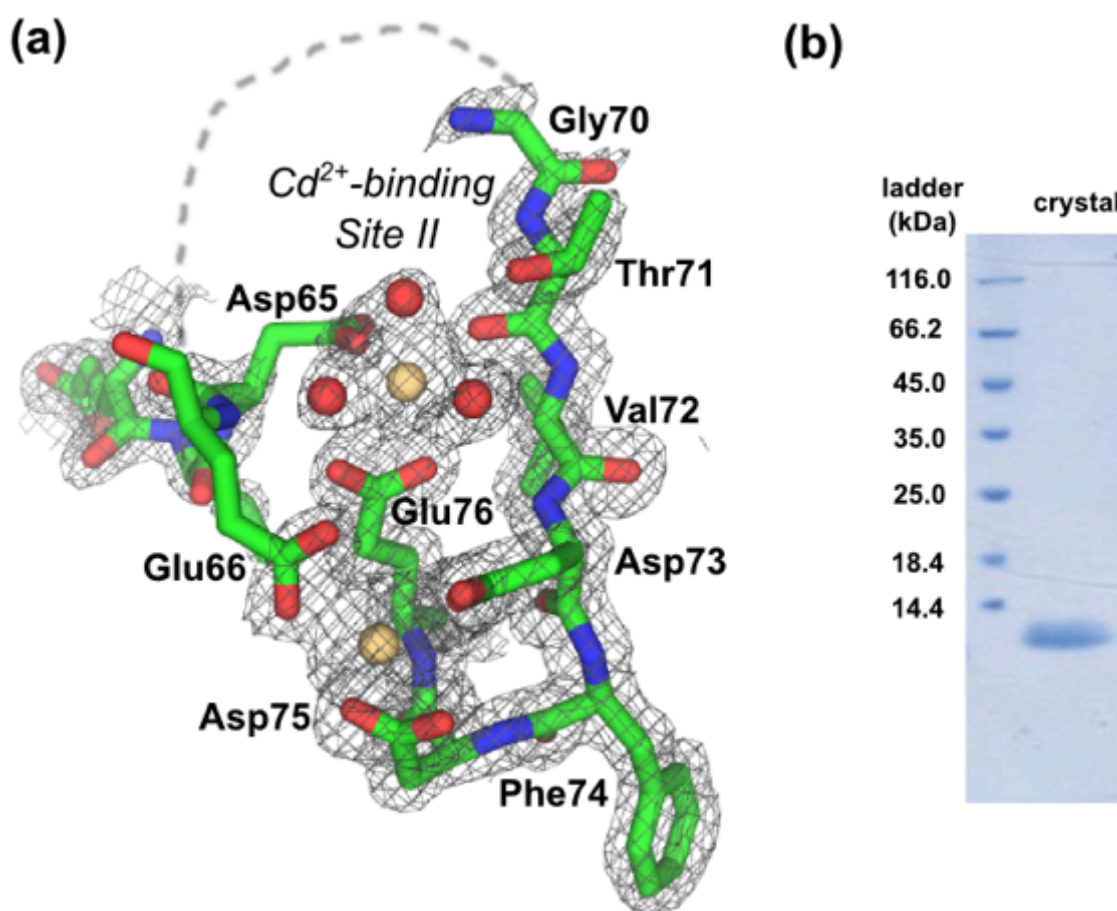 (a)
Gly70
Cd²⁺-binding
Site II
Thr71
Asp65
Val72
Glu76
Glu66
Asp73
Asp75
Phe74
(b)
ladder
(kDa)
crystal
116.0
66.2
45.0
35.0
25.0
18.4
14.4